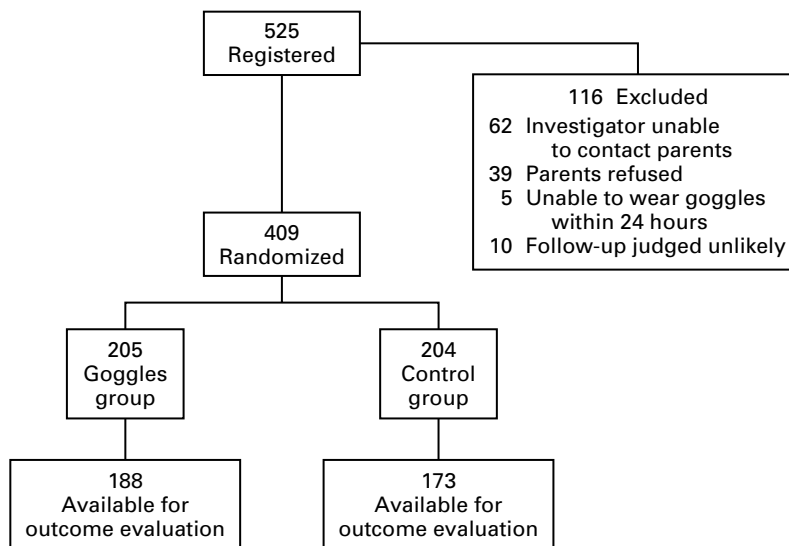 525
Registered
116 Excluded
62 Investigator unable
to contact parents
39 Parents refused
5 Unable to wear goggles
within 24 hours
10 Follow-up judged unlikely
409
Randomized
205
Goggles
group
204
Control
group
188
Available for
outcome evaluation
173
Available for
outcome evaluation